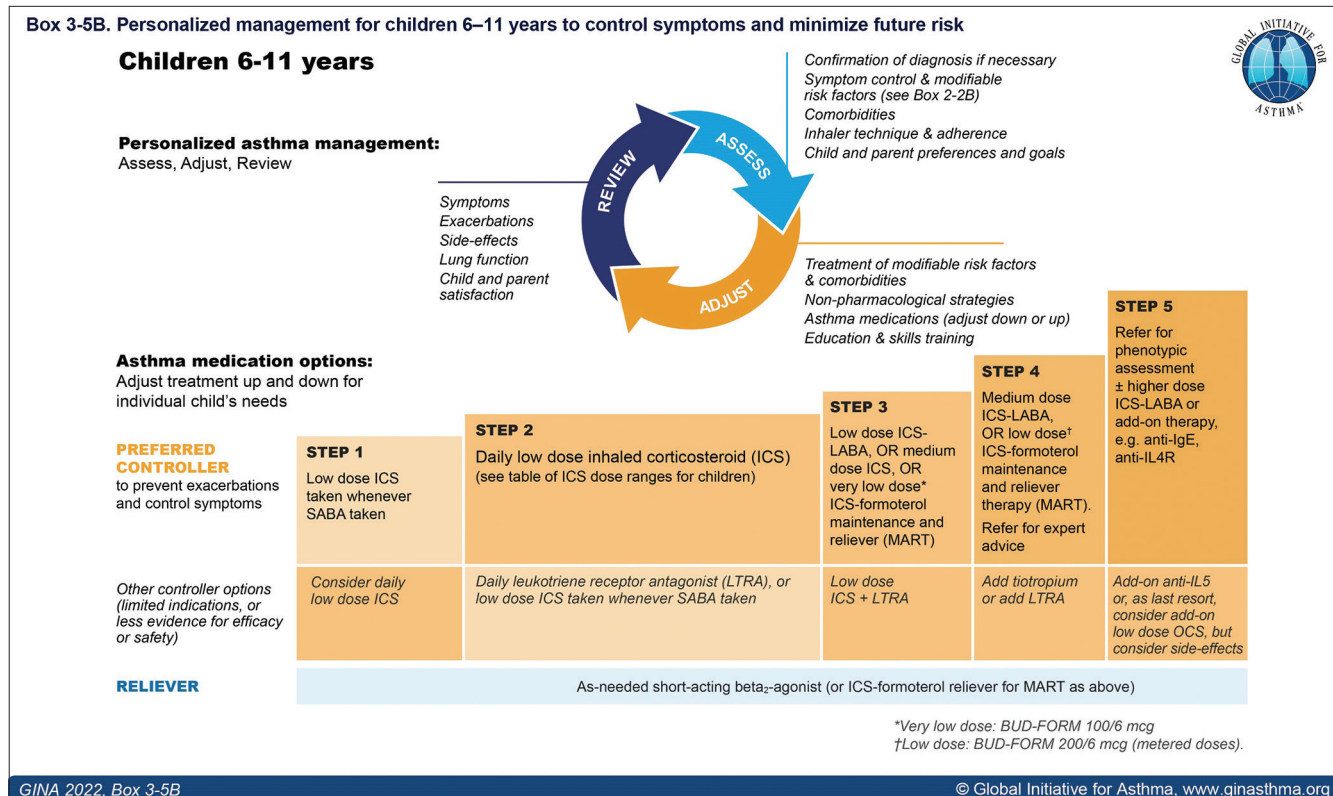 Box 3-5B. Personalized management for children 6–11 years to control symptoms and minimize future risk
Children 6-11 years
GLOBAL INITIATIVE FOR ASTHMA
Personalized asthma management:
Assess, Adjust, Review
Confirmation of diagnosis if necessary
Symptom control & modifiable
risk factors (see Box 2-2B)
Comorbidities
Inhaler technique & adherence
Child and parent preferences and goals
REVIEW
ASSESS
ADJUST
Symptoms
Exacerbations
Side-effects
Lung function
Child and parent
satisfaction
Treatment of modifiable risk factors
& comorbidities
Non-pharmacological strategies
Asthma medications (adjust down or up)
Education & skills training
Asthma medication options:
Adjust treatment up and down for
individual child's needs
PREFERRED
CONTROLLER
to prevent exacerbations
and control symptoms
STEP 1
Low dose ICS
taken whenever
SABA taken
STEP 2
Daily low dose inhaled corticosteroid (ICS)
(see table of ICS dose ranges for children)
STEP 3
Low dose ICS-
LABA, OR medium
dose ICS, OR
very low dose*
ICS-formoterol
maintenance and
reliever (MART)
STEP 4
Medium dose
ICS-LABA,
OR low dose†
ICS-formoterol
maintenance
and reliever
therapy (MART).
Refer for expert
advice
STEP 5
Refer for
phenotypic
assessment
± higher dose
ICS-LABA or
add-on therapy,
e.g. anti-IgE,
anti-IL4R
Other controller options
(limited indications, or
less evidence for efficacy
or safety)
Consider daily
low dose ICS
Daily leukotriene receptor antagonist (LTRA), or
low dose ICS taken whenever SABA taken
Low dose
ICS + LTRA
Add tiotropium
or add LTRA
Add-on anti-IL5
or, as last resort,
consider add-on
low dose OCS, but
consider side-effects
RELIEVER
As-needed short-acting beta₂-agonist (or ICS-formoterol reliever for MART as above)
*Very low dose: BUD-FORM 100/6 mcg
†Low dose: BUD-FORM 200/6 mcg (metered doses).
GINA 2022, Box 3-5B
© Global Initiative for Asthma, www.ginasthma.org